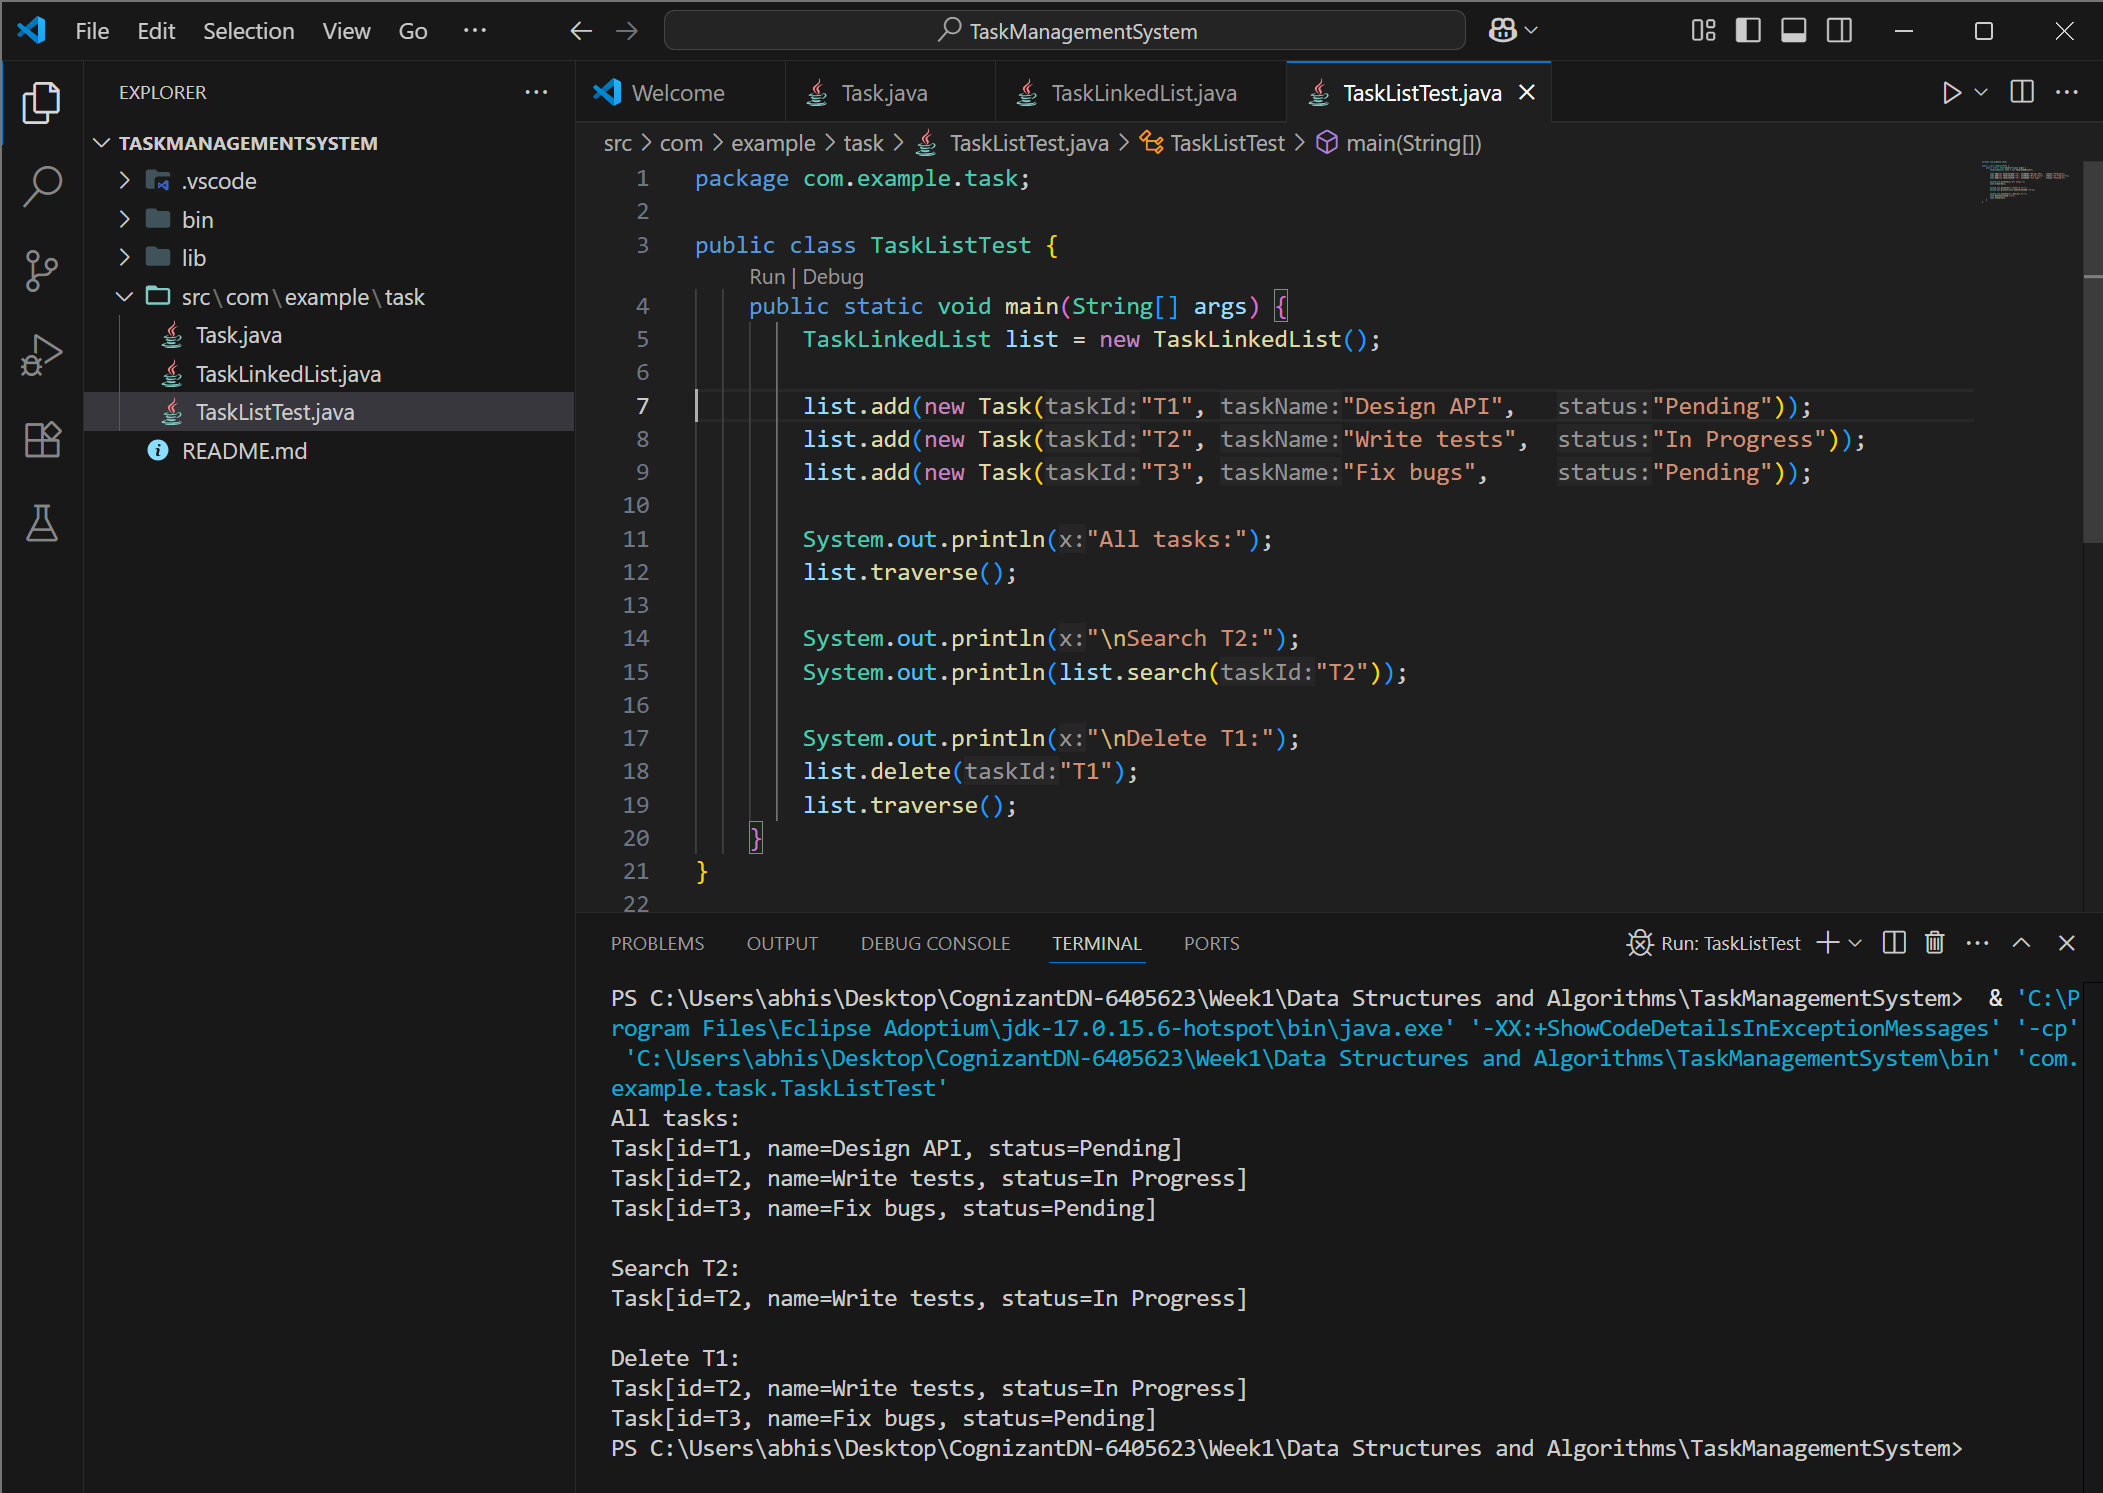 File Edit Selection View Go ··· TaskManagementSystem
EXPLORER
TASKMANAGEMENTSYSTEM
.vscode
bin
lib
src\com\example\task
Task.java
TaskLinkedList.java
TaskListTest.java
README.md
Welcome Task.java TaskLinkedList.java TaskListTest.java
src > com > example > task > TaskListTest.java > TaskListTest > main(String[])
1 package com.example.task;
2
3 public class TaskListTest {
Run | Debug
4 public static void main(String[] args) {
5 TaskLinkedList list = new TaskLinkedList();
6
7 list.add(new Task(taskId:"T1", taskName:"Design API", status:"Pending"));
8 list.add(new Task(taskId:"T2", taskName:"Write tests", status:"In Progress"));
9 list.add(new Task(taskId:"T3", taskName:"Fix bugs", status:"Pending"));
10
11 System.out.println(x:"All tasks:");
12 list.traverse();
13
14 System.out.println(x:"\nSearch T2:");
15 System.out.println(list.search(taskId:"T2"));
16
17 System.out.println(x:"\nDelete T1:");
18 list.delete(taskId:"T1");
19 list.traverse();
20 }
21 }
22
PROBLEMS OUTPUT DEBUG CONSOLE TERMINAL PORTS Run: TaskListTest
PS C:\Users\abhis\Desktop\CognizantDN-6405623\Week1\Data Structures and Algorithms\TaskManagementSystem> & 'C:\P
rogram Files\Eclipse Adoptium\jdk-17.0.15.6-hotspot\bin\java.exe' '-XX:+ShowCodeDetailsInExceptionMessages' '-cp'
'C:\Users\abhis\Desktop\CognizantDN-6405623\Week1\Data Structures and Algorithms\TaskManagementSystem\bin' 'com.
example.task.TaskListTest'
All tasks:
Task[id=T1, name=Design API, status=Pending]
Task[id=T2, name=Write tests, status=In Progress]
Task[id=T3, name=Fix bugs, status=Pending]
Search T2:
Task[id=T2, name=Write tests, status=In Progress]
Delete T1:
Task[id=T2, name=Write tests, status=In Progress]
Task[id=T3, name=Fix bugs, status=Pending]
PS C:\Users\abhis\Desktop\CognizantDN-6405623\Week1\Data Structures and Algorithms\TaskManagementSystem>